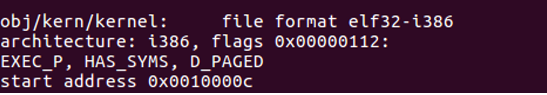 obj/kern/kernel:     file format elf32-i386
architecture: i386, flags 0x00000112:
EXEC_P, HAS_SYMS, D_PAGED
start address 0x0010000c